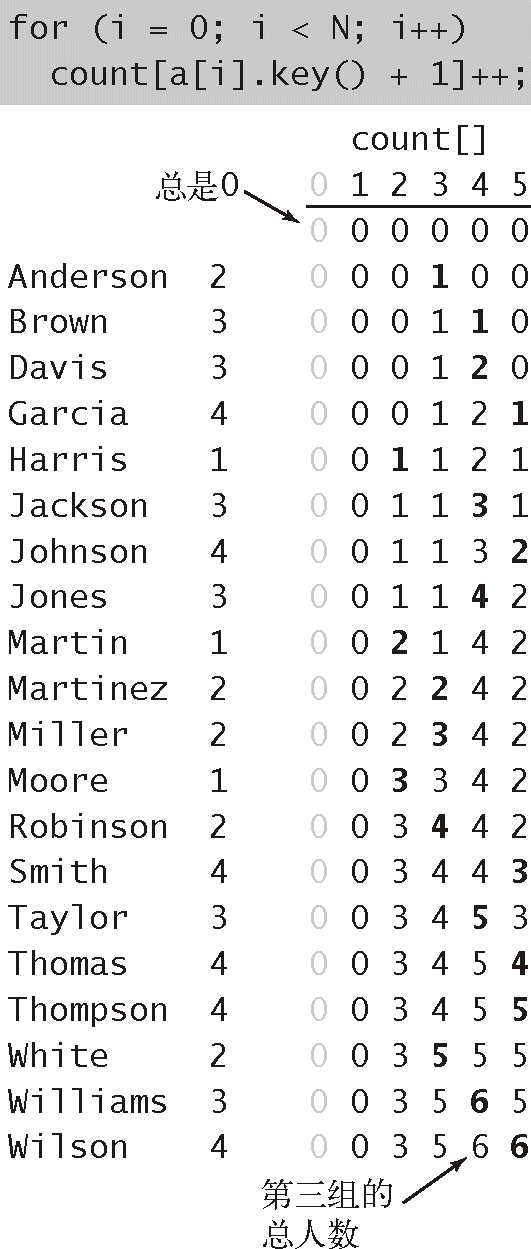 for (i = 0; i < N; i++)
count[a[i].key() + 1]++;
count[]
总是0 0 1 2 3 4 5
0 0 0 0 0 0
Anderson 2 0 0 0 1 0 0
Brown 3 0 0 0 1 1 0
Davis 3 0 0 0 1 2 0
Garcia 4 0 0 0 1 2 1
Harris 1 0 0 1 1 2 1
Jackson 3 0 0 1 1 3 1
Johnson 4 0 0 1 1 3 2
Jones 3 0 0 1 1 4 2
Martin 1 0 0 2 1 4 2
Martinez 2 0 0 2 2 4 2
Miller 2 0 0 2 3 4 2
Moore 1 0 0 3 3 4 2
Robinson 2 0 0 3 4 4 2
Smith 4 0 0 3 4 4 3
Taylor 3 0 0 3 4 5 3
Thomas 4 0 0 3 4 5 4
Thompson 4 0 0 3 4 5 5
White 2 0 0 3 5 5 5
Williams 3 0 0 3 5 6 5
Wilson 4 0 0 3 5 6 6
第三组的
总人数